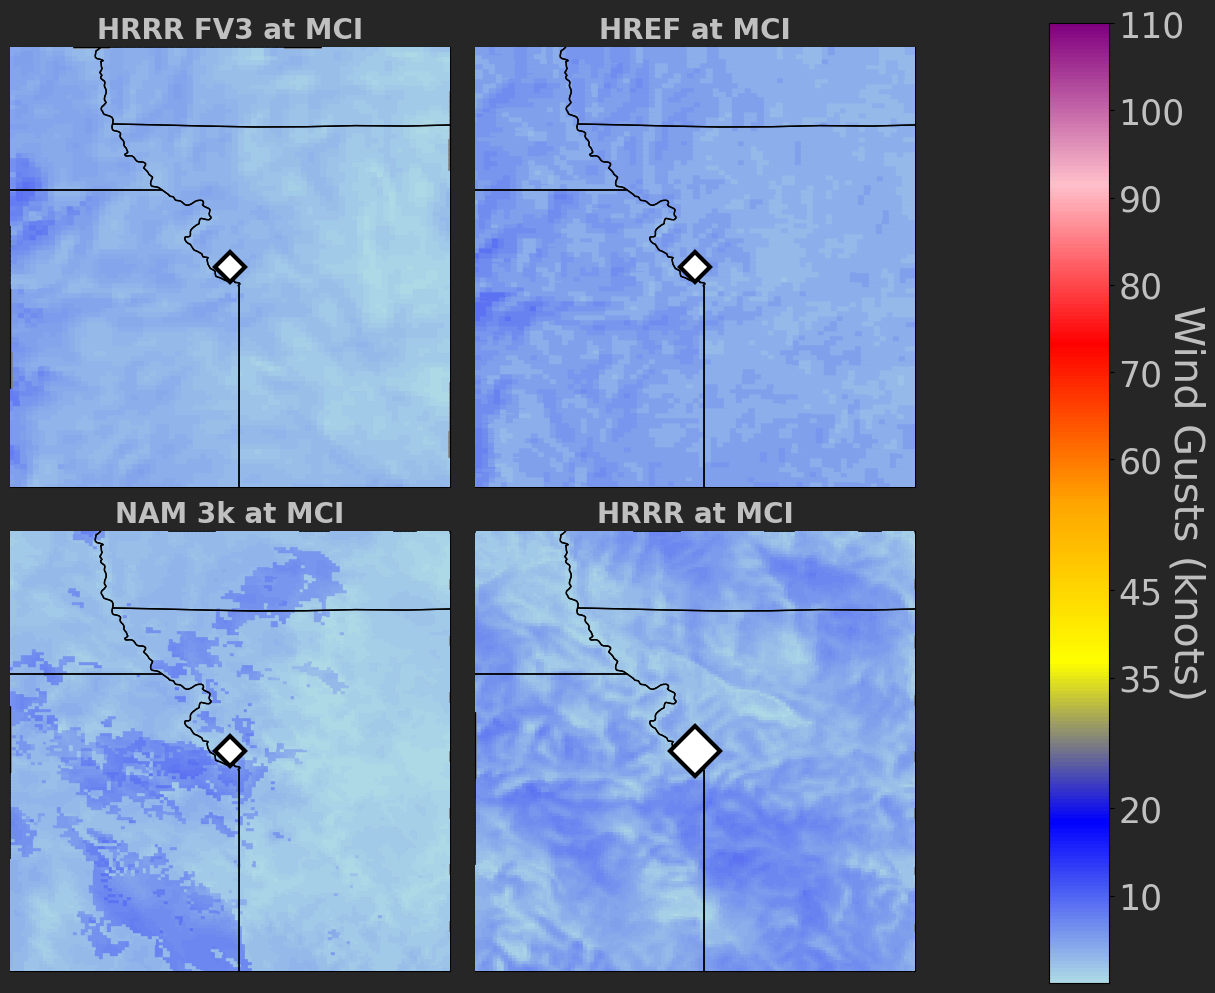 HRRR FV3 at MCI
HREF at MCI
NAM 3k at MCI
HRRR at MCI
110
100
90
80
70
60
45
35
20
10
Wind Gusts (knots)